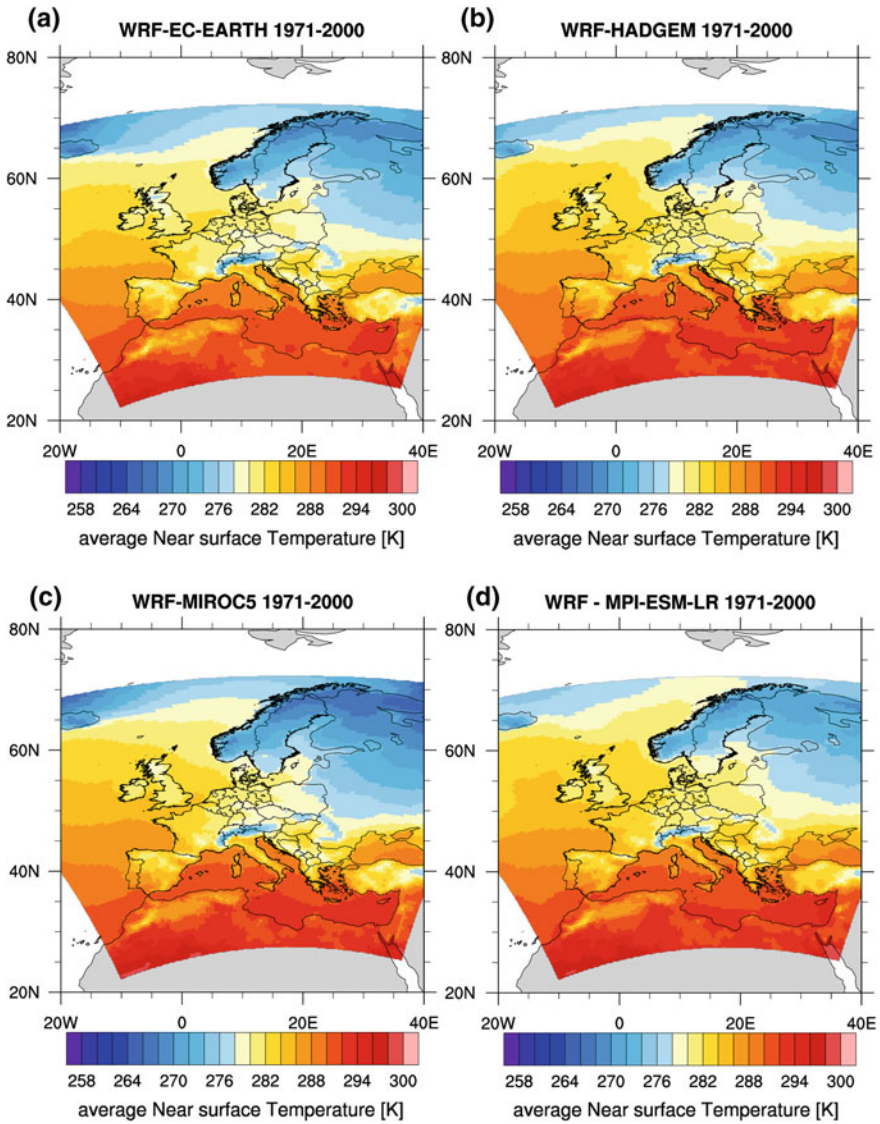 (a)
WRF-EC-EARTH 1971-2000
80N
60N
40N
20N
20W 0 20E 40E
258 264 270 276 282 288 294 300
average Near surface Temperature [K]
(b)
WRF-HADGEM 1971-2000
80N
60N
40N
20N
20W 0 20E 40E
258 264 270 276 282 288 294 300
average Near surface Temperature [K]
(c)
WRF-MIROC5 1971-2000
80N
60N
40N
20N
20W 0 20E 40E
258 264 270 276 282 288 294 300
average Near surface Temperature [K]
(d)
WRF - MPI-ESM-LR 1971-2000
80N
60N
40N
20N
20W 0 20E 40E
258 264 270 276 282 288 294 300
average Near surface Temperature [K]